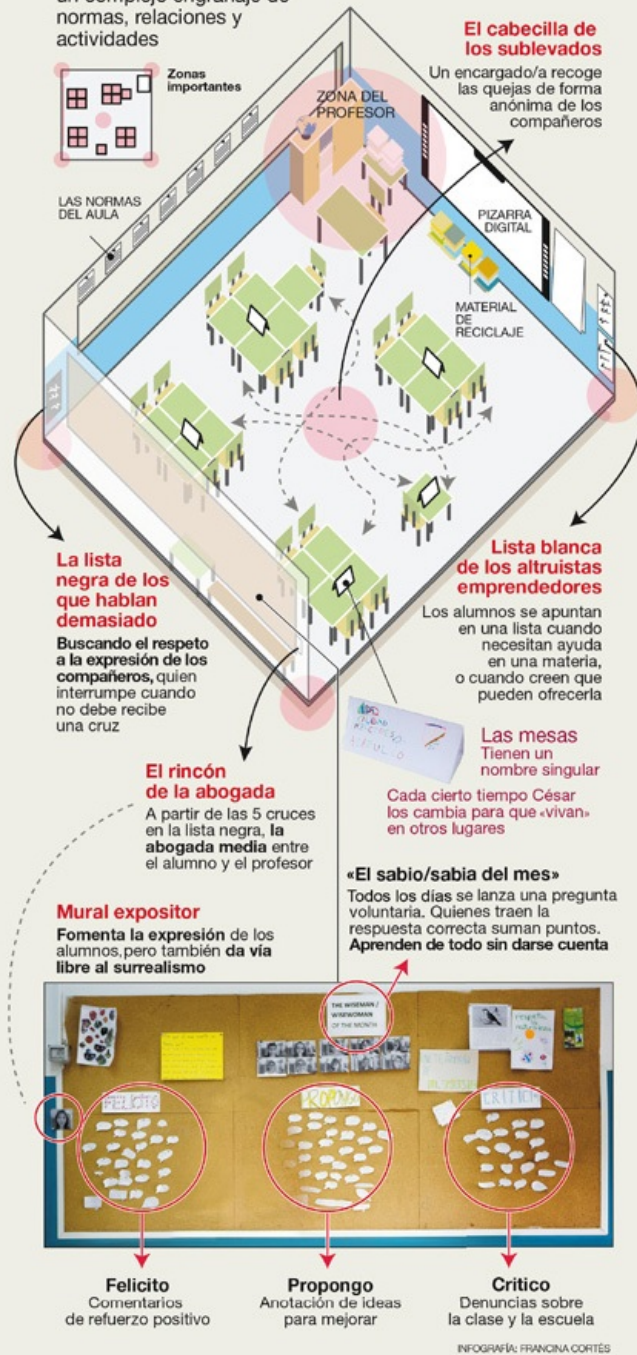 un complejo engranaje de
normas, relaciones y
actividades
Zonas
importantes
LAS NORMAS
DEL AULA
ZONA DEL
PROFESOR
El cabecilla de
los sublevados
Un encargado/a recoge
las quejas de forma
anónima de los
compañeros
PIZARRA
DIGITAL
MATERIAL
DE
RECICLAJE
La lista
negra de los
que hablan
demasiado
Buscando el respeto
a la expresión de los
compañeros, quien
interrumpe cuando
no debe recibe
una cruz
Lista blanca
de los altruistas
emprendedores
Los alumnos se apuntan
en una lista cuando
necesitan ayuda
en una materia,
o cuando creen que
pueden ofrecerla
Las mesas
Tienen un
nombre singular
Cada cierto tiempo César
los cambia para que «vivan»
en otros lugares
El rincón
de la abogada
A partir de las 5 cruces
en la lista negra, la
abogada media entre
el alumno y el profesor
«El sabio/sabia del mes»
Todos los días se lanza una pregunta
voluntaria. Quienes traen la
respuesta correcta suman puntos.
Aprenden de todo sin darse cuenta
Mural expositor
Fomenta la expresión de los
alumnos,pero también da vía
libre al surrealismo
THE WISEMAN /
WISEWOMAN
OF THE MONTH
FELICITO
PROPONGO
CRITICO
Felicito
Comentarios
de refuerzo positivo
Propongo
Anotación de ideas
para mejorar
Critico
Denuncias sobre
la clase y la escuela
INFOGRAFÍA: FRANCINA CORTÉS